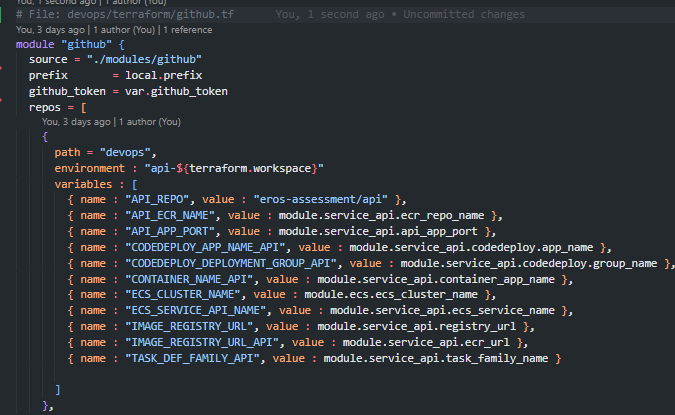 You, 1 second ago | 1 author (You)
# File: devops/terraform/github.tf You, 1 second ago • Uncommitted changes
You, 3 days ago | 1 author (You) | 1 reference
module "github" {
source = "./modules/github"
prefix = local.prefix
github_token = var.github_token
repos = [
You, 3 days ago | 1 author (You)
{
path = "devops",
environment : "api-${terraform.workspace}"
variables : [
{ name : "API_REPO", value : "eros-assessment/api" },
{ name : "API_ECR_NAME", value : module.service_api.ecr_repo_name },
{ name : "API_APP_PORT", value : module.service_api.api_app_port },
{ name : "CODEDEPLOY_APP_NAME_API", value : module.service_api.codedeploy.app_name },
{ name : "CODEDEPLOY_DEPLOYMENT_GROUP_API", value : module.service_api.codedeploy.group_name },
{ name : "CONTAINER_NAME_API", value : module.service_api.container_app_name },
{ name : "ECS_CLUSTER_NAME", value : module.ecs.ecs_cluster_name },
{ name : "ECS_SERVICE_API_NAME", value : module.service_api.ecs_service_name },
{ name : "IMAGE_REGISTRY_URL", value : module.service_api.registry_url },
{ name : "IMAGE_REGISTRY_URL_API", value : module.service_api.ecr_url },
{ name : "TASK_DEF_FAMILY_API", value : module.service_api.task_family_name }
]
},